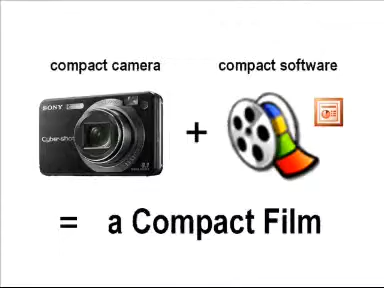 compact camera compact software
SONY
Cyber-shot
+
= a Compact Film